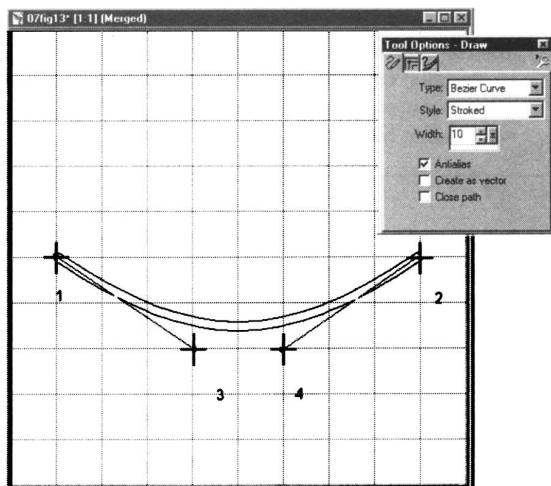 07fig13* [1:1] (Merged)
Tool Options - Draw
Type: Bezier Curve
Style: Stroked
Width: 10
Antialias
Create as vector
Close path
1
2
3
4